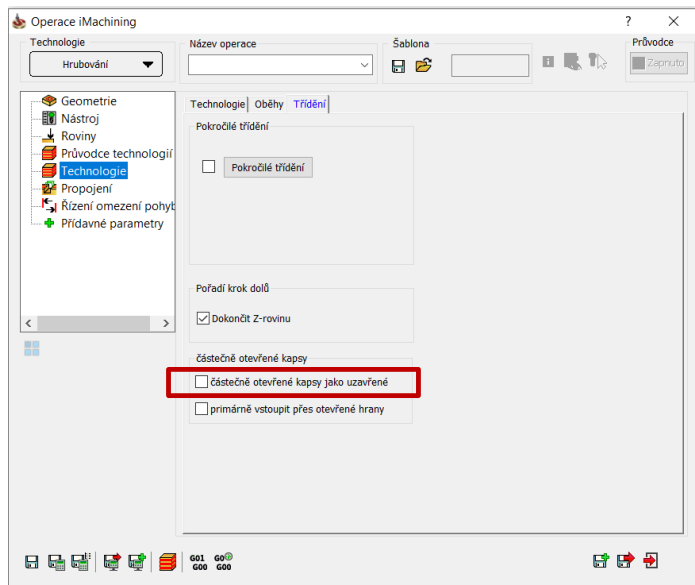 Operace iMachining
?
Technologie
Hrubování
Název operace
Šablona
Průvodce
Zapnuto
Geometrie
Nástroj
Roviny
Průvodce technologií
Technologie
Propojení
Řízení omezení pohyb
Přídavné parametry
Technologie Oběhy Třídění
Pokročilé třídění
Pokročilé třídění
Pořadí krok dolů
Dokončit Z-rovinu
částečně otevřené kapsy
částečně otevřené kapsy jako uzavřené
primárně vstoupit přes otevřené hrany
G01 G00
G00 G00